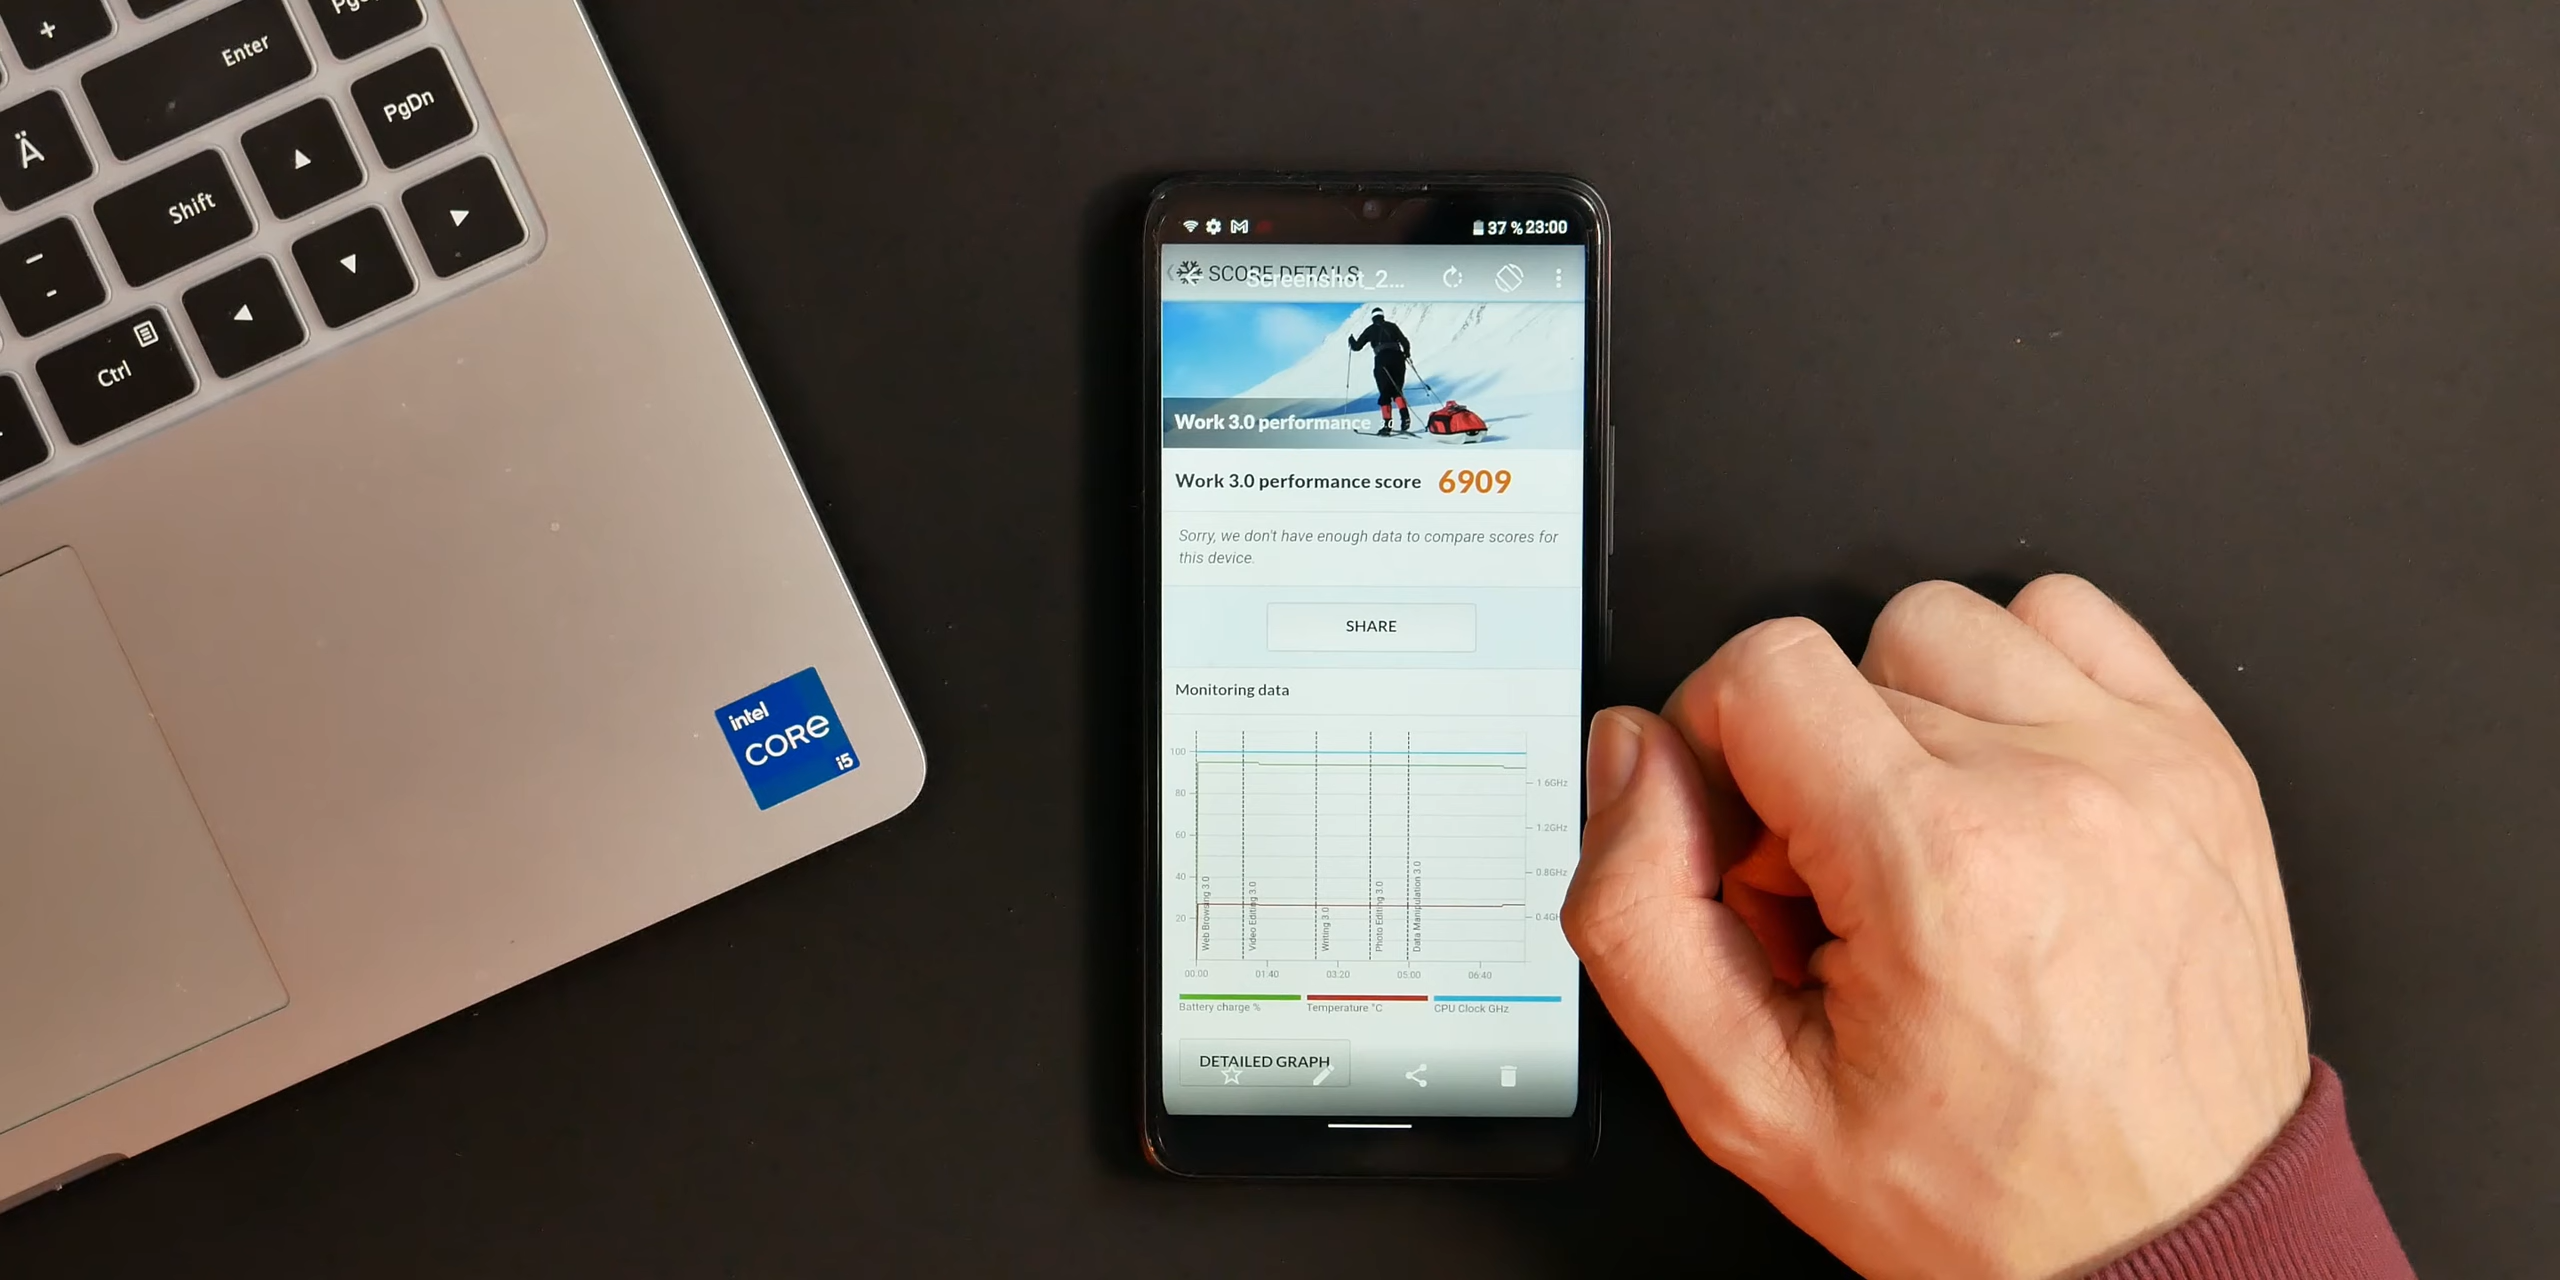 +
Enter
PgDn
Ä
Shift
Ctrl
intel
CORe
i5
37 % 23:00
SCORE DETAILS
Screenshot_2...
Work 3.0 performance
Work 3.0 performance score 6909
Sorry, we don't have enough data to compare scores for
this device.
SHARE
Monitoring data
100
80
60
40
20
1.6GHz
1.2GHz
0.8GHz
0.4GH
Web Browsing 3.0
Video Editing 3.0
Writing 3.0
Photo Editing 3.0
Data Manipulation 3.0
00:00 01:40 03:20 05:00 06:40
Battery charge % Temperature °C CPU Clock GHz
DETAILED GRAPH